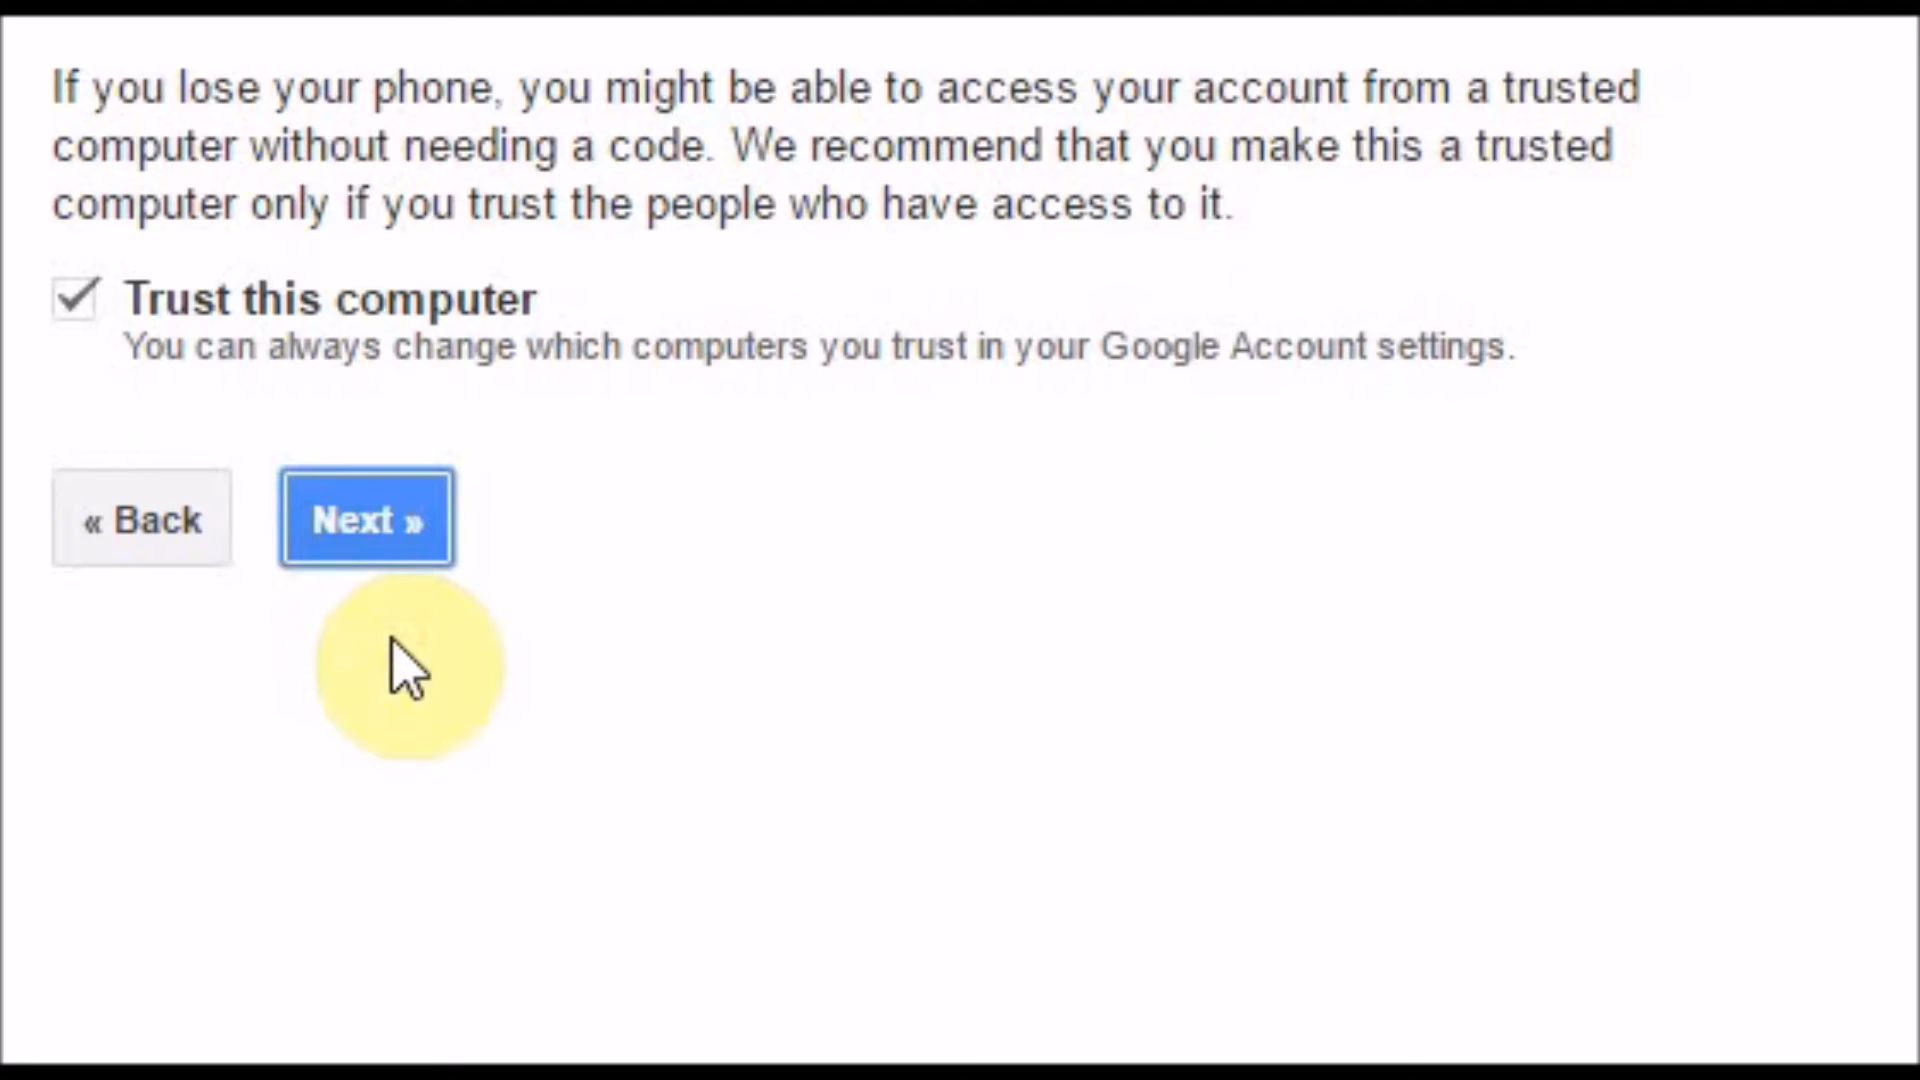 If you lose your phone, you might be able to access your account from a trusted
computer without needing a code. We recommend that you make this a trusted
computer only if you trust the people who have access to it.
Trust this computer
You can always change which computers you trust in your Google Account settings.
« Back
Next »